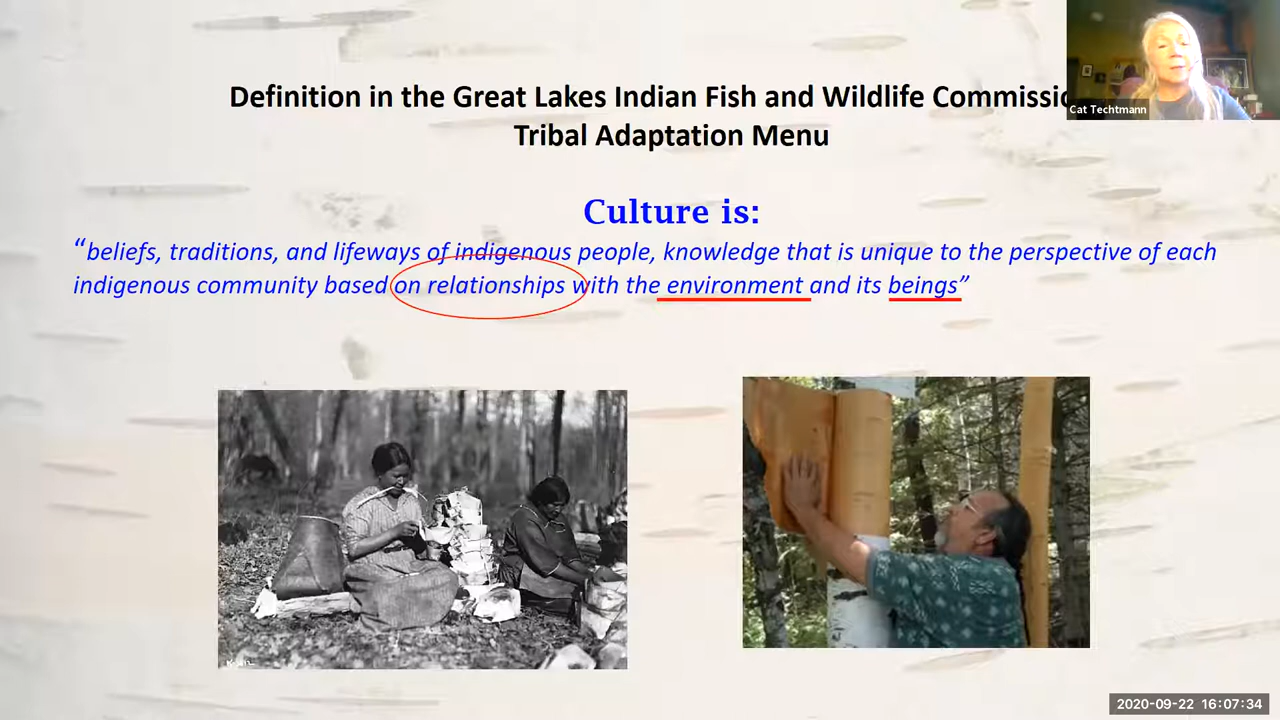 Definition in the Great Lakes Indian Fish and Wildlife Commissio
Tribal Adaptation Menu
Cat Techtmann
Culture is:
“beliefs, traditions, and lifeways of indigenous people, knowledge that is unique to the perspective of each
indigenous community based on relationships with the environment and its beings”
2020-09-22 16:07:34